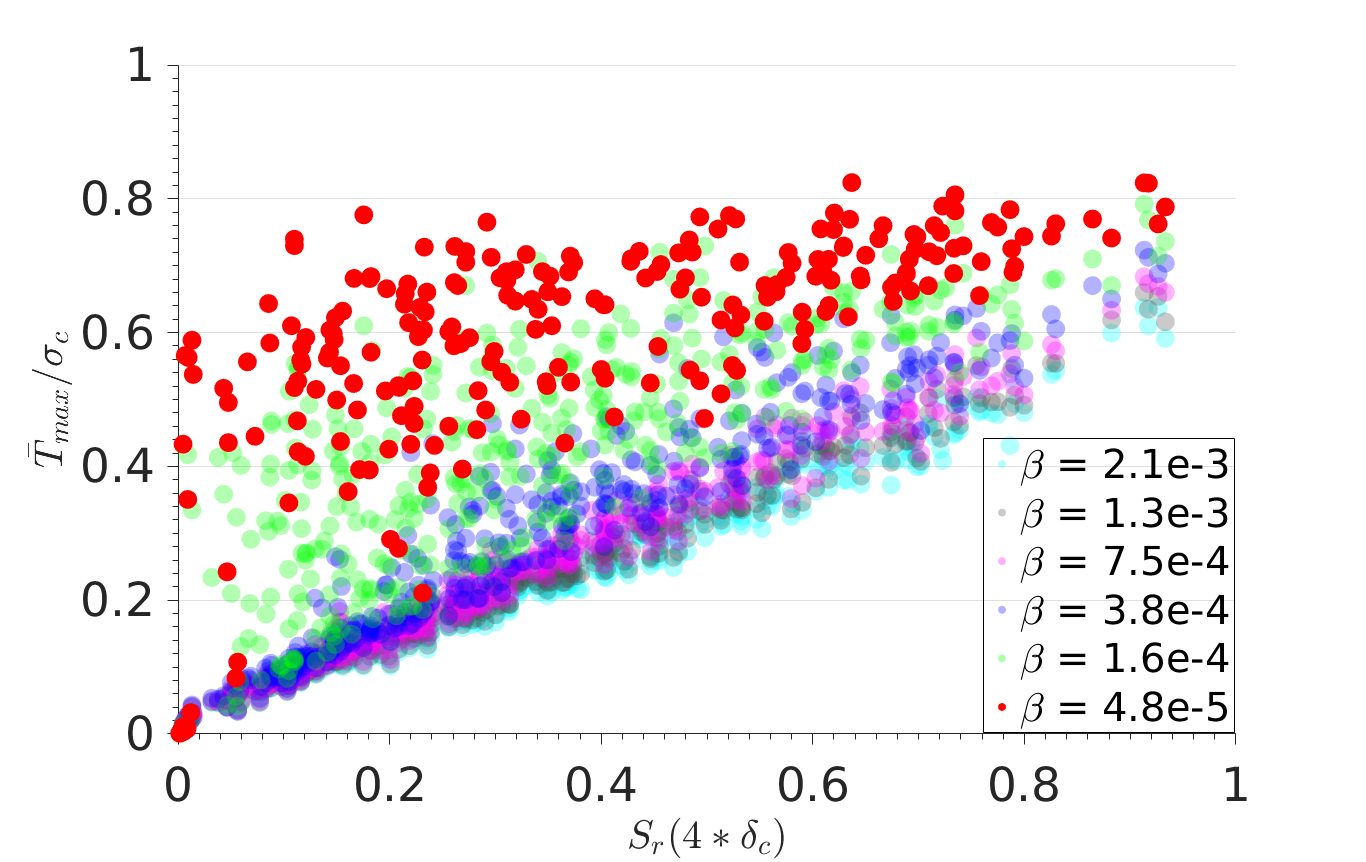 1
0.8
0.6
0.4
0.2
0
T̄max/σc
0 0.2 0.4 0.6 0.8 1
Sr(4 * δc)
β = 2.1e-3
β = 1.3e-3
β = 7.5e-4
β = 3.8e-4
β = 1.6e-4
β = 4.8e-5